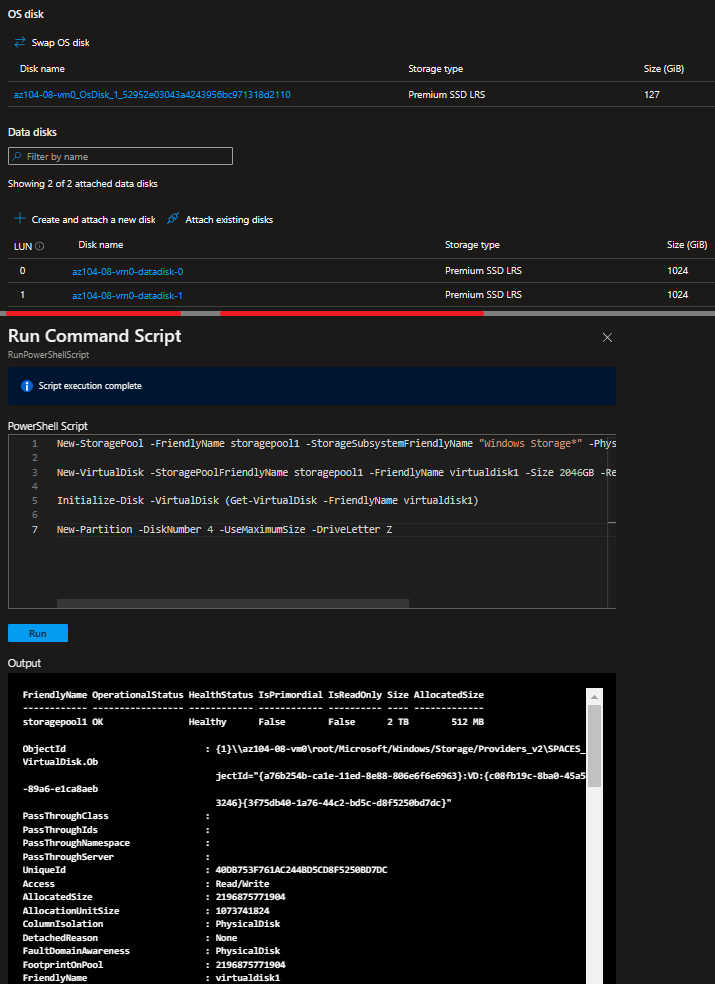 OS disk
Swap OS disk
Disk name Storage type Size (GiB)
az104-08-vm0_OsDisk_1_52952e03043a4243956bc971318d2110 Premium SSD LRS 127
Data disks
Filter by name
Showing 2 of 2 attached data disks
Create and attach a new disk Attach existing disks
LUN Disk name Storage type Size (GiB)
0 az104-08-vm0-datadisk-0 Premium SSD LRS 1024
1 az104-08-vm0-datadisk-1 Premium SSD LRS 1024
Run Command Script
RunPowerShellScript
Script execution complete
PowerShell Script
1 New-StoragePool -FriendlyName storagepool1 -StorageSubsystemFriendlyName "Windows Storage*" -Phys
2
3 New-VirtualDisk -StoragePoolFriendlyName storagepool1 -FriendlyName virtualdisk1 -Size 2046GB -Re
4
5 Initialize-Disk -VirtualDisk (Get-VirtualDisk -FriendlyName virtualdisk1)
6
7 New-Partition -DiskNumber 4 -UseMaximumSize -DriveLetter Z
Run
Output
FriendlyName OperationalStatus HealthStatus IsPrimordial IsReadOnly Size AllocatedSize
------------ ----------------- ------------ ------------ ---------- ---- -------------
storagepool1 OK Healthy False False 2 TB 512 MB
ObjectId : {1}\\az104-08-vm0\root/Microsoft/Windows/Storage/Providers_v2\SPACES_
VirtualDisk.Ob
jectId="{a76b254b-ca1e-11ed-8e88-806e6f6e6963}:VD:{c08fb19c-8ba0-45a5
-89a6-e1ca8aeb
3246}{3f75db40-1a76-44c2-bd5c-d8f5250bd7dc}"
PassThroughClass :
PassThroughIds :
PassThroughNamespace :
PassThroughServer :
UniqueId : 40DB753F761AC244BD5CD8F5250BD7DC
Access : Read/Write
AllocatedSize : 2196875771904
AllocationUnitSize : 1073741824
ColumnIsolation : PhysicalDisk
DetachedReason : None
FaultDomainAwareness : PhysicalDisk
FootprintOnPool : 2196875771904
FriendlyName : virtualdisk1